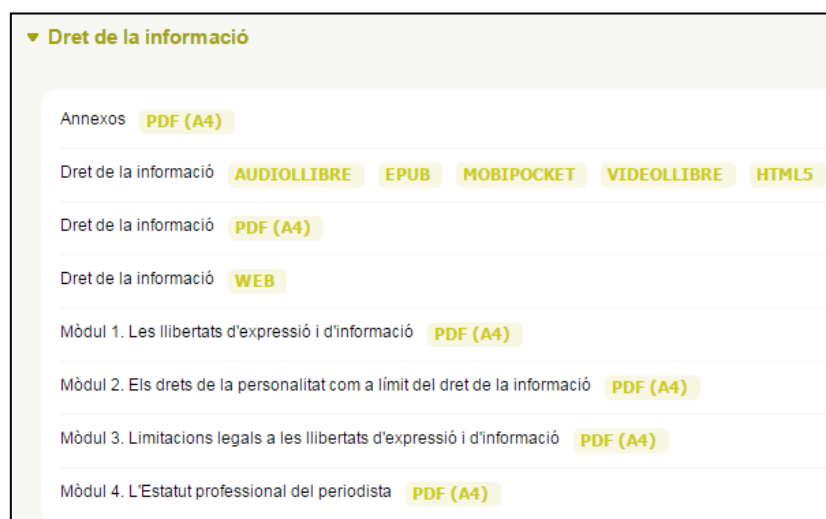 Dret de la informació
Annexos PDF (A4)
Dret de la informació AUDIOLLIBRE EPUB MOBIPOCKET VIDEOLLIBRE HTML5
Dret de la informació PDF (A4)
Dret de la informació WEB
Mòdul 1. Les llibertats d'expressió i d'informació PDF (A4)
Mòdul 2. Els drets de la personalitat com a límit del dret de la informació PDF (A4)
Mòdul 3. Limitacions legals a les llibertats d'expressió i d'informació PDF (A4)
Mòdul 4. L'Estatut professional del periodista PDF (A4)